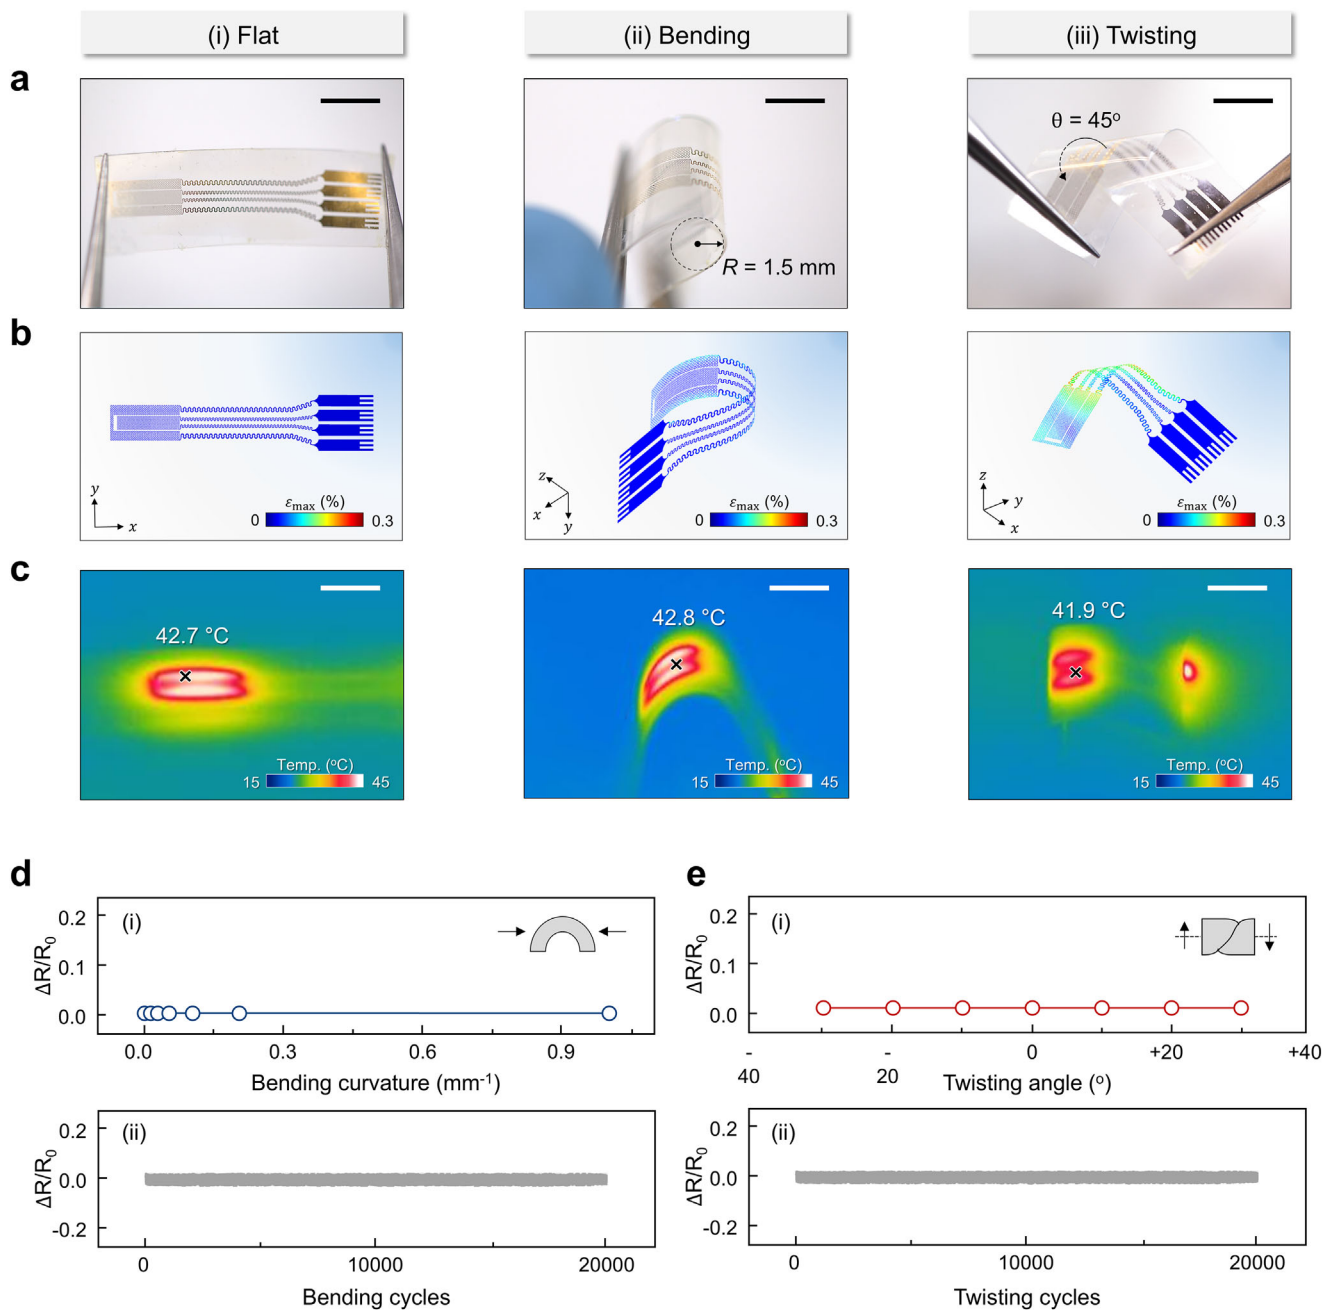 (i) Flat
(ii) Bending
(iii) Twisting
a
R = 1.5 mm
θ = 45o
b
y
x
εmax (%)
0
0.3
z
x
y
εmax (%)
0
0.3
z
y
x
εmax (%)
0
0.3
c
42.7 °C
Temp. (oC)
15
45
42.8 °C
Temp. (oC)
15
45
41.9 °C
Temp. (oC)
15
45
d
(i)
ΔR/R0
0.2
0.1
0.0
0.0 0.3 0.6 0.9
Bending curvature (mm-1)
(ii)
ΔR/R0
0.2
0.0
-0.2
0 10000 20000
Bending cycles
e
(i)
ΔR/R0
0.2
0.1
0.0
-40 -20 0 +20 +40
Twisting angle (o)
(ii)
ΔR/R0
0.2
0.0
-0.2
0 10000 20000
Twisting cycles